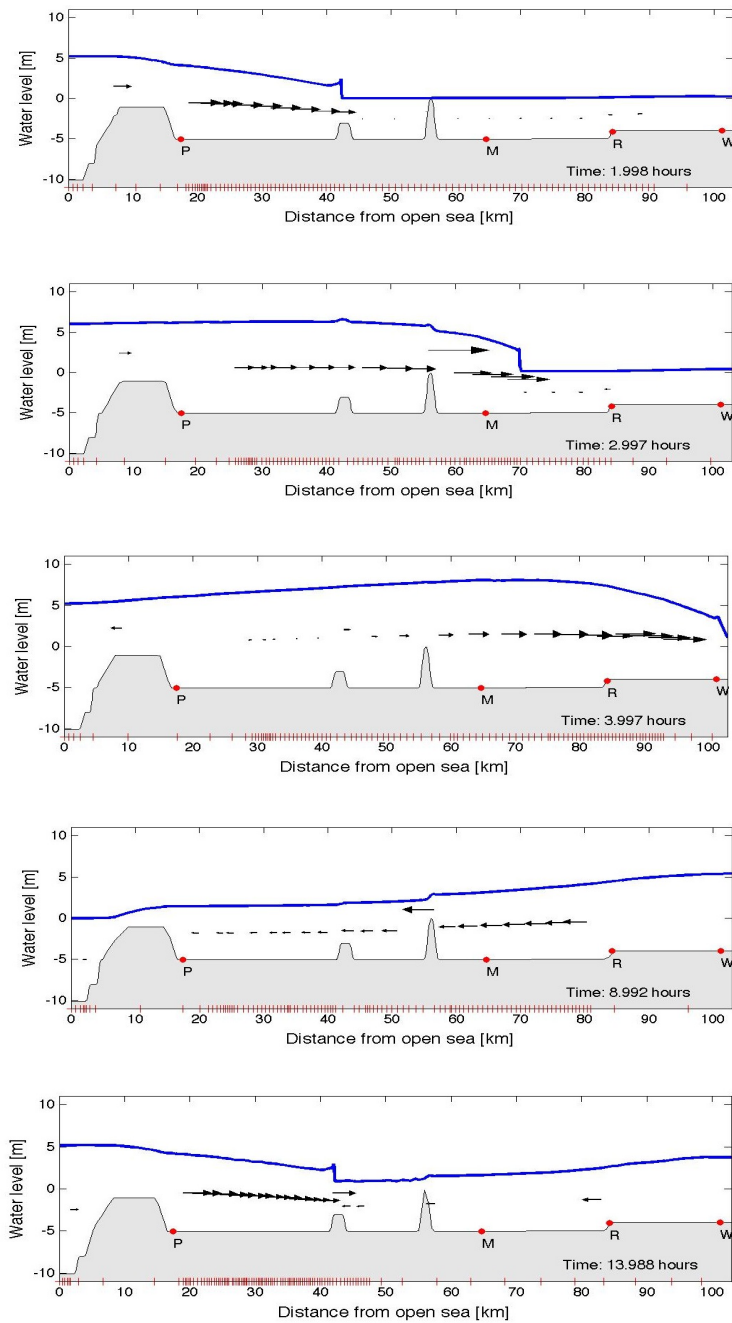 10
5
0
-5
-10
Water level [m]
P
M
R
W
Time: 1.998 hours
0 10 20 30 40 50 60 70 80 90 100
Distance from open sea [km]
10
5
0
-5
-10
Water level [m]
P
M
R
W
Time: 2.997 hours
0 10 20 30 40 50 60 70 80 90 100
Distance from open sea [km]
10
5
0
-5
-10
Water level [m]
P
M
R
W
Time: 3.997 hours
0 10 20 30 40 50 60 70 80 90 100
Distance from open sea [km]
10
5
0
-5
-10
Water level [m]
P
M
R
W
Time: 8.992 hours
0 10 20 30 40 50 60 70 80 90 100
Distance from open sea [km]
10
5
0
-5
-10
Water level [m]
P
M
R
W
Time: 13.988 hours
0 10 20 30 40 50 60 70 80 90 100
Distance from open sea [km]